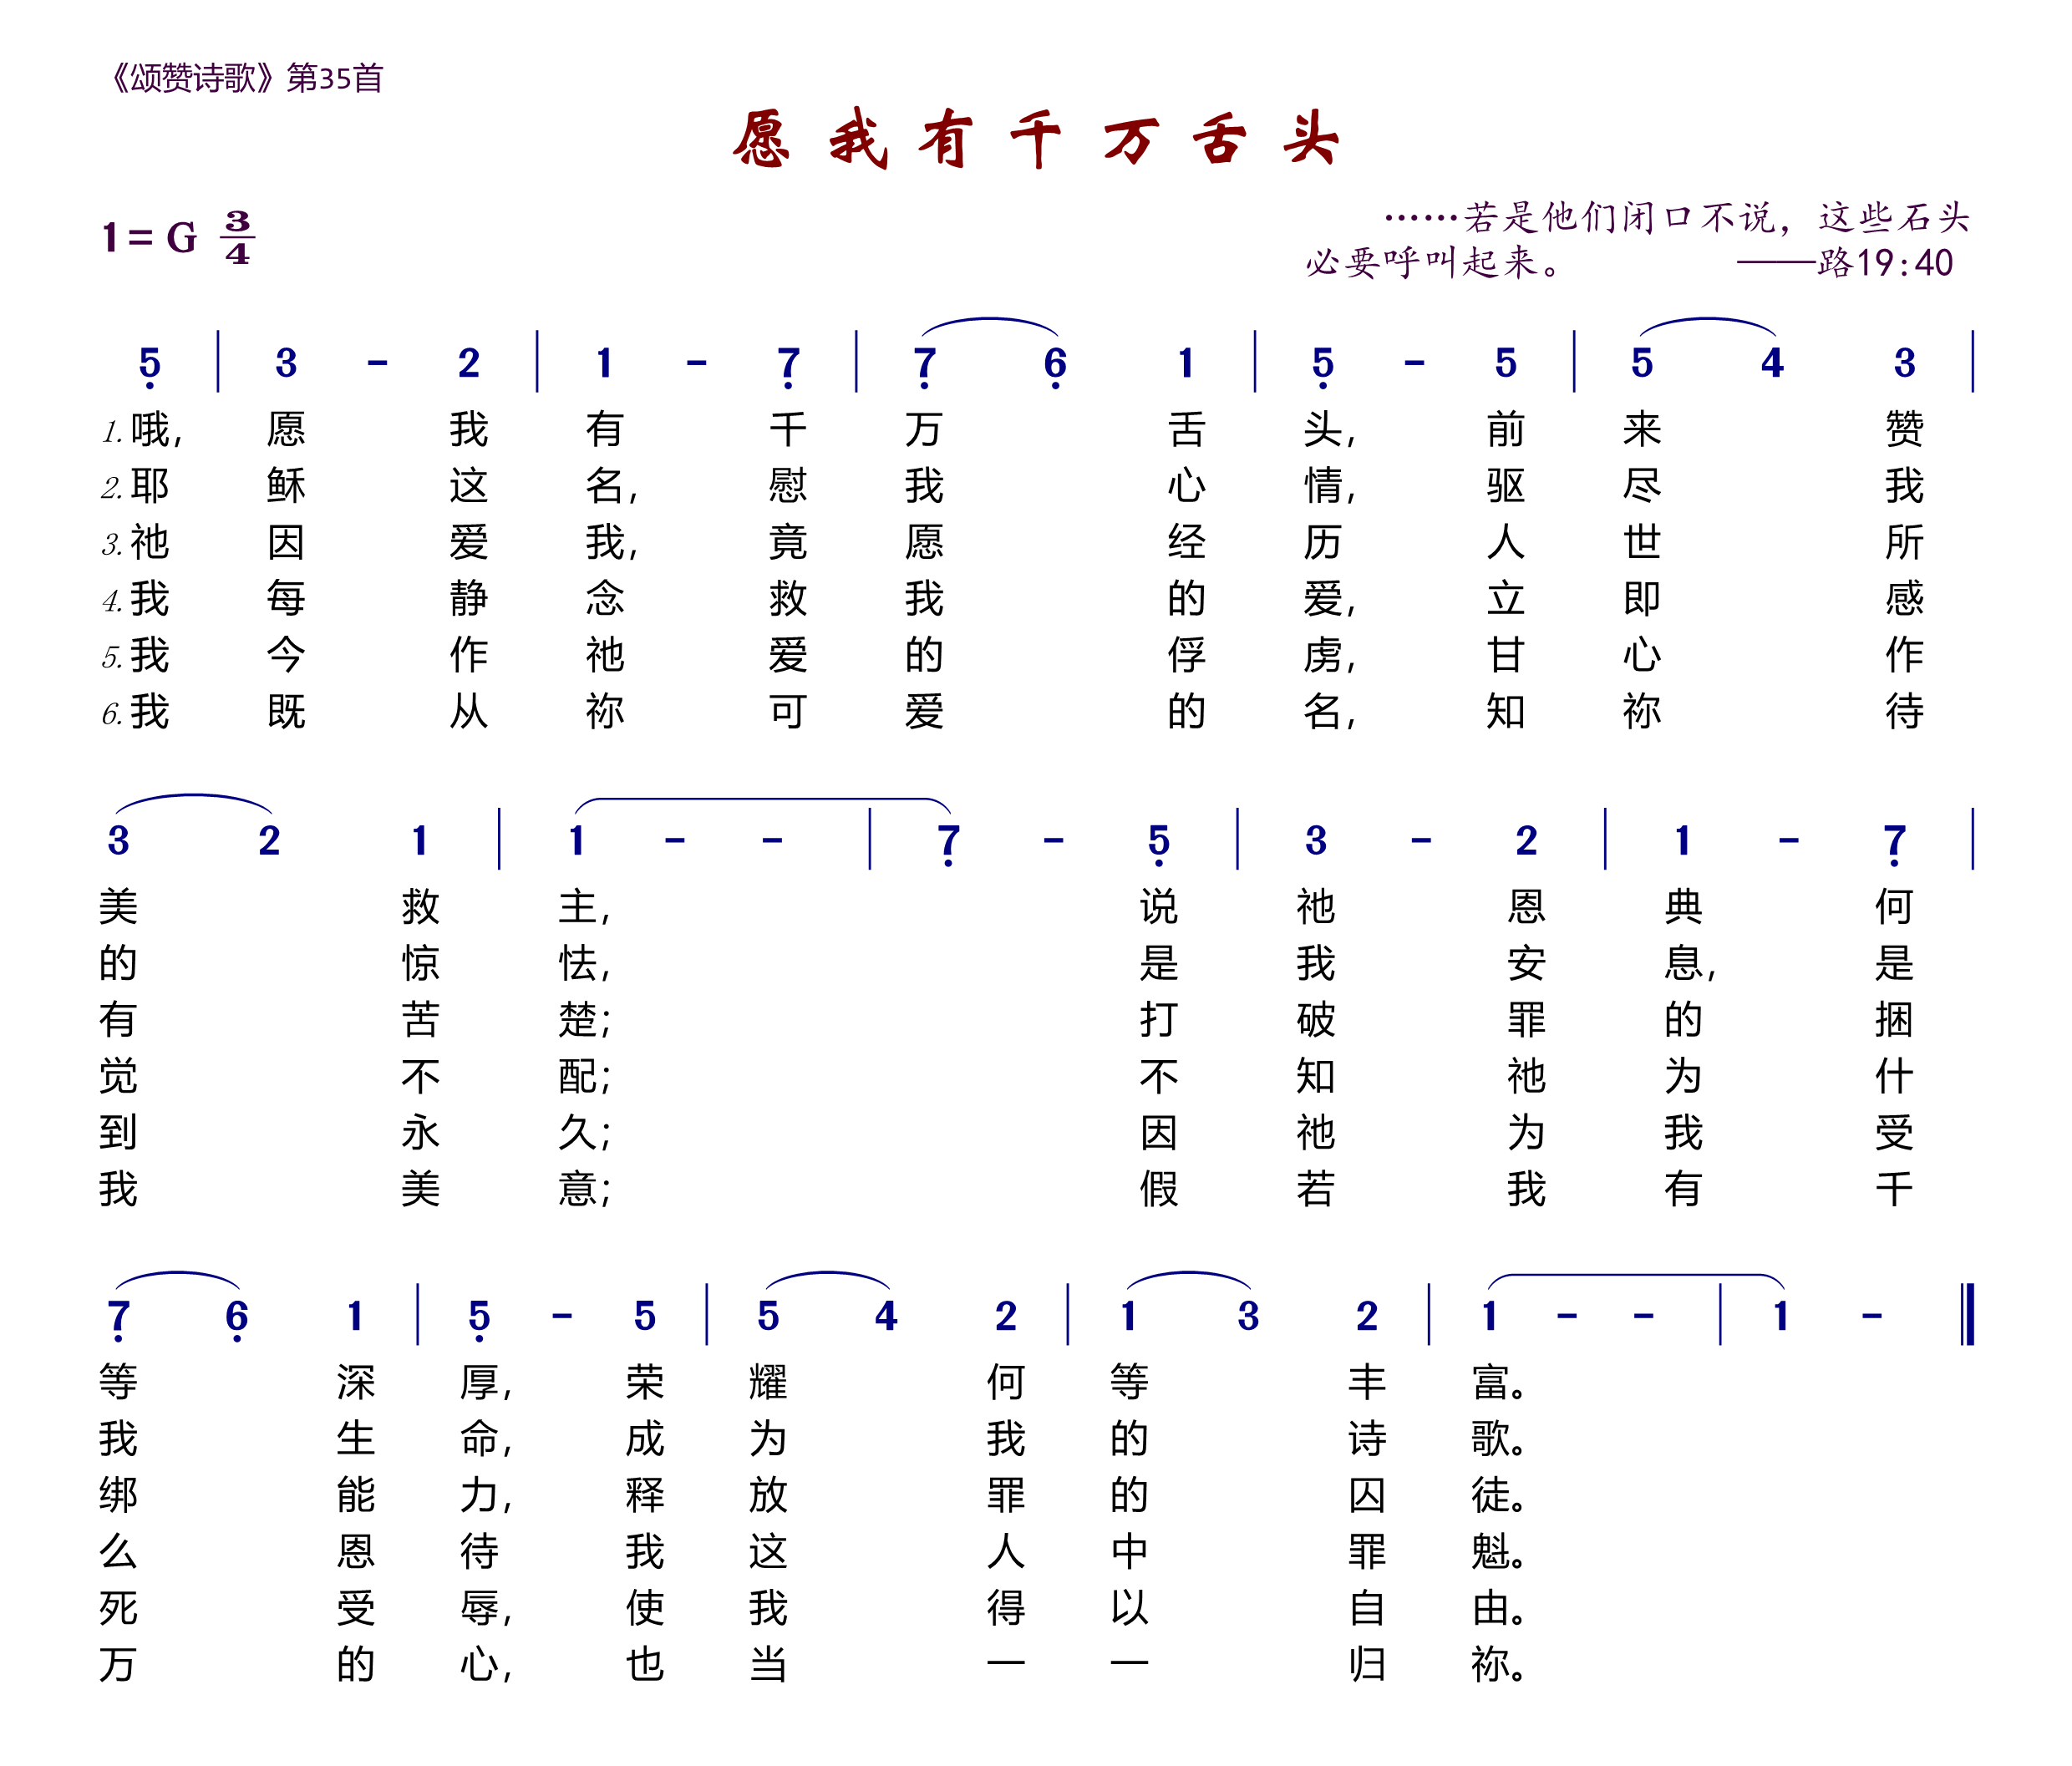 《颂赞诗歌》第35首
愿我有千万舌头
1=G 3/4
……若是他们闭口不说，这些石头
必要呼叫起来。 ——路19:40
5̣ | 3 - 2 | 1 - 7̣ | 7̣ 6̣ 1 | 5̣ - 5 | 5 4 3 |
1.哦，愿我有千万舌头，前来赞
2.耶稣这名，慰我心情，驱尽我
3.祂因爱我，竟愿经历人世所
4.我每静念救我的爱，立即感
5.我今作祂爱的俘虏，甘心作
6.我既从祢可爱的名，知祢待
3 2 1 | 1 - - | 7̣ - 5̣ | 3 - 2 | 1 - 7̣ |
美救主，说祂恩典何
的惊怯，是我安息，是
有苦楚；打破罪的捆
觉不配；不知祂为什
到永久；因祂为我受
我美意；假若我有千
7̣ 6̣ 1 | 5̣ - 5 | 5 4 2 | 1 3 2 | 1 - - | 1 - ‖
等深厚，荣耀何等丰富。
我生命，成为我的诗歌。
绑能力，释放罪的囚徒。
么恩待我这人中罪魁。
死受辱，使我得以自由。
万的心，也当一一归祢。